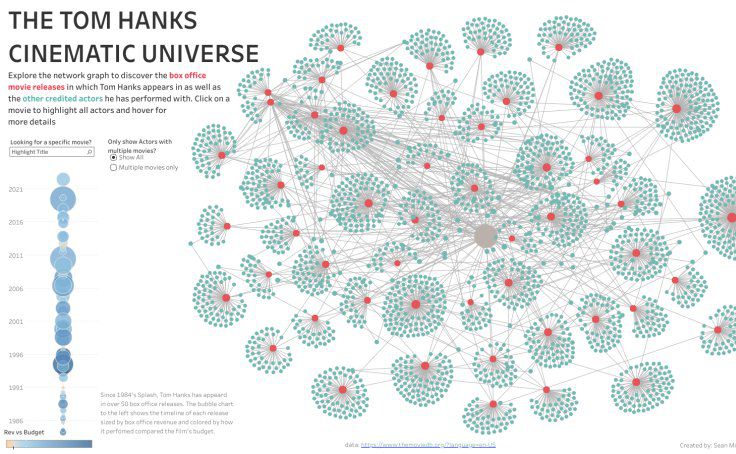 THE TOM HANKS
CINEMATIC UNIVERSE
Explore the network graph to discover the box office
movie releases in which Tom Hanks appears in as well as
the other credited actors he has performed with. Click on a
movie to highlight all actors and hover for
more details
Looking for a specific movie?
Highlight Title
Only show Actors with
multiple movies?
Show All
Multiple movies only
2021
2016
2011
2006
2001
1996
1991
1986
Since 1984's Splash, Tom Hanks has appeared
in over 50 box office releases. The bubble chart
to the left shows the timeline of each release
sized by box office revenue and colored by how
it perfomed compared the film's budget.
Rev vs Budget
data: https://www.themoviedb.org/?language=en-US
Created by: Sean